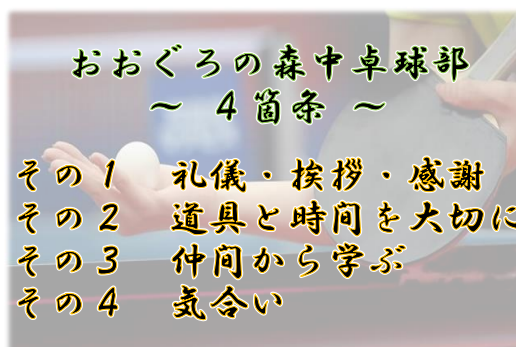 おおぐろの森中卓球部
～ 4箇条 ～
その1 礼儀・挨拶・感謝
その2 道具と時間を大切に
その3 仲間から学ぶ
その4 気合い